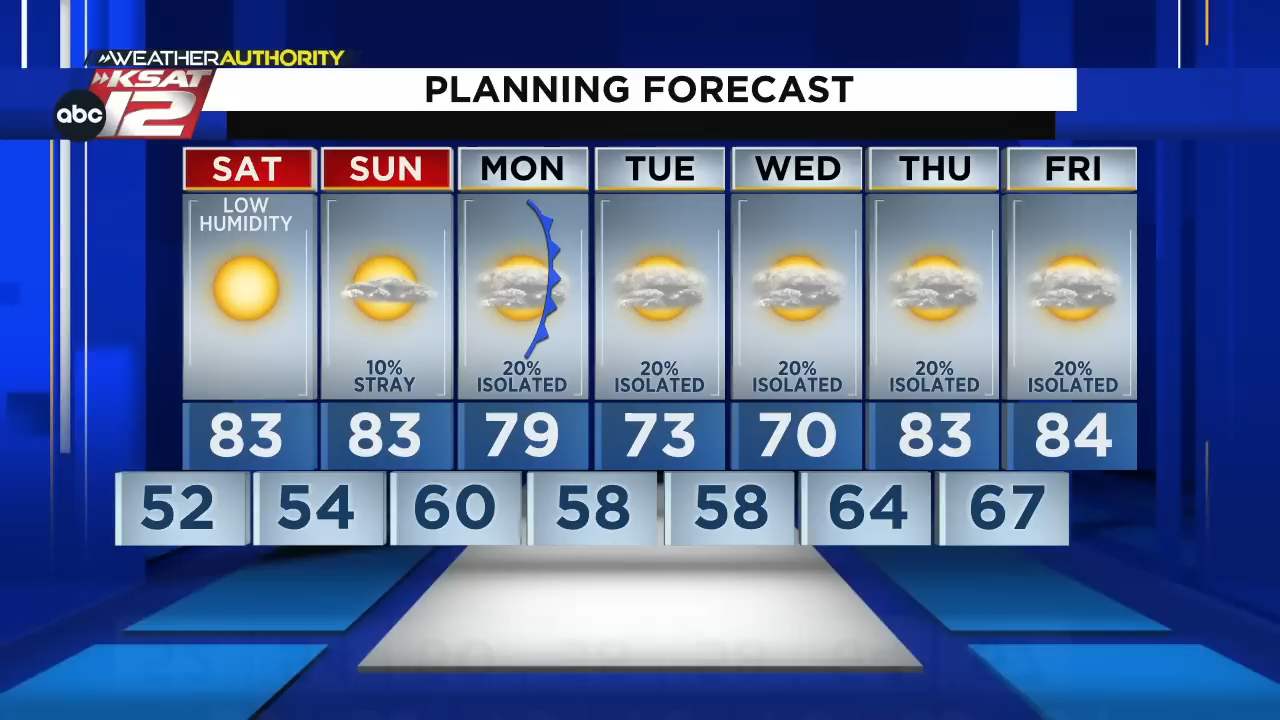 WEATHERAUTHORITY
KSAT
abc 12
PLANNING FORECAST
SAT SUN MON TUE WED THU FRI
LOW
HUMIDITY
10% 20% 20% 20% 20% 20%
STRAY ISOLATED ISOLATED ISOLATED ISOLATED ISOLATED
83 83 79 73 70 83 84
52 54 60 58 58 64 67